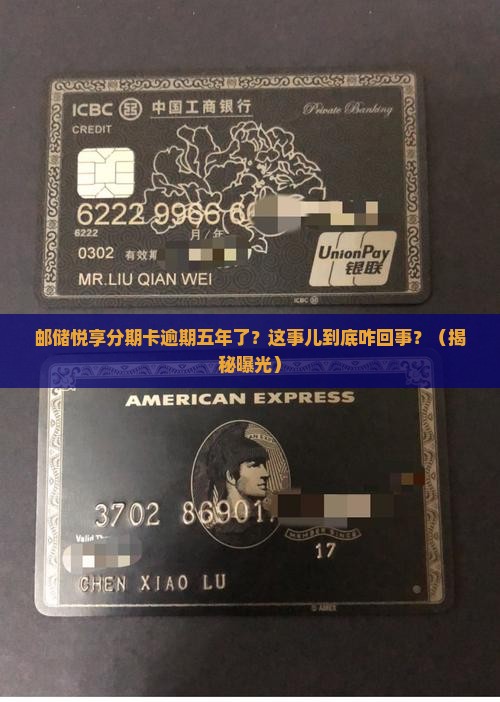 ICBC 中国工商银行
Private Banking
CREDIT
6222 9966 6
6222
月/年
0302 有效期
UnionPay
银联
MR.LIU QIAN WEI
ICBC
邮储悦享分期卡逾期五年了?这事儿到底咋回事?(揭
秘曝光)
AMERICAN EXPRESS
3702 86901
MEMBER SINCE
Valid Thru
17
CHEN XIAO LU
© AMEX